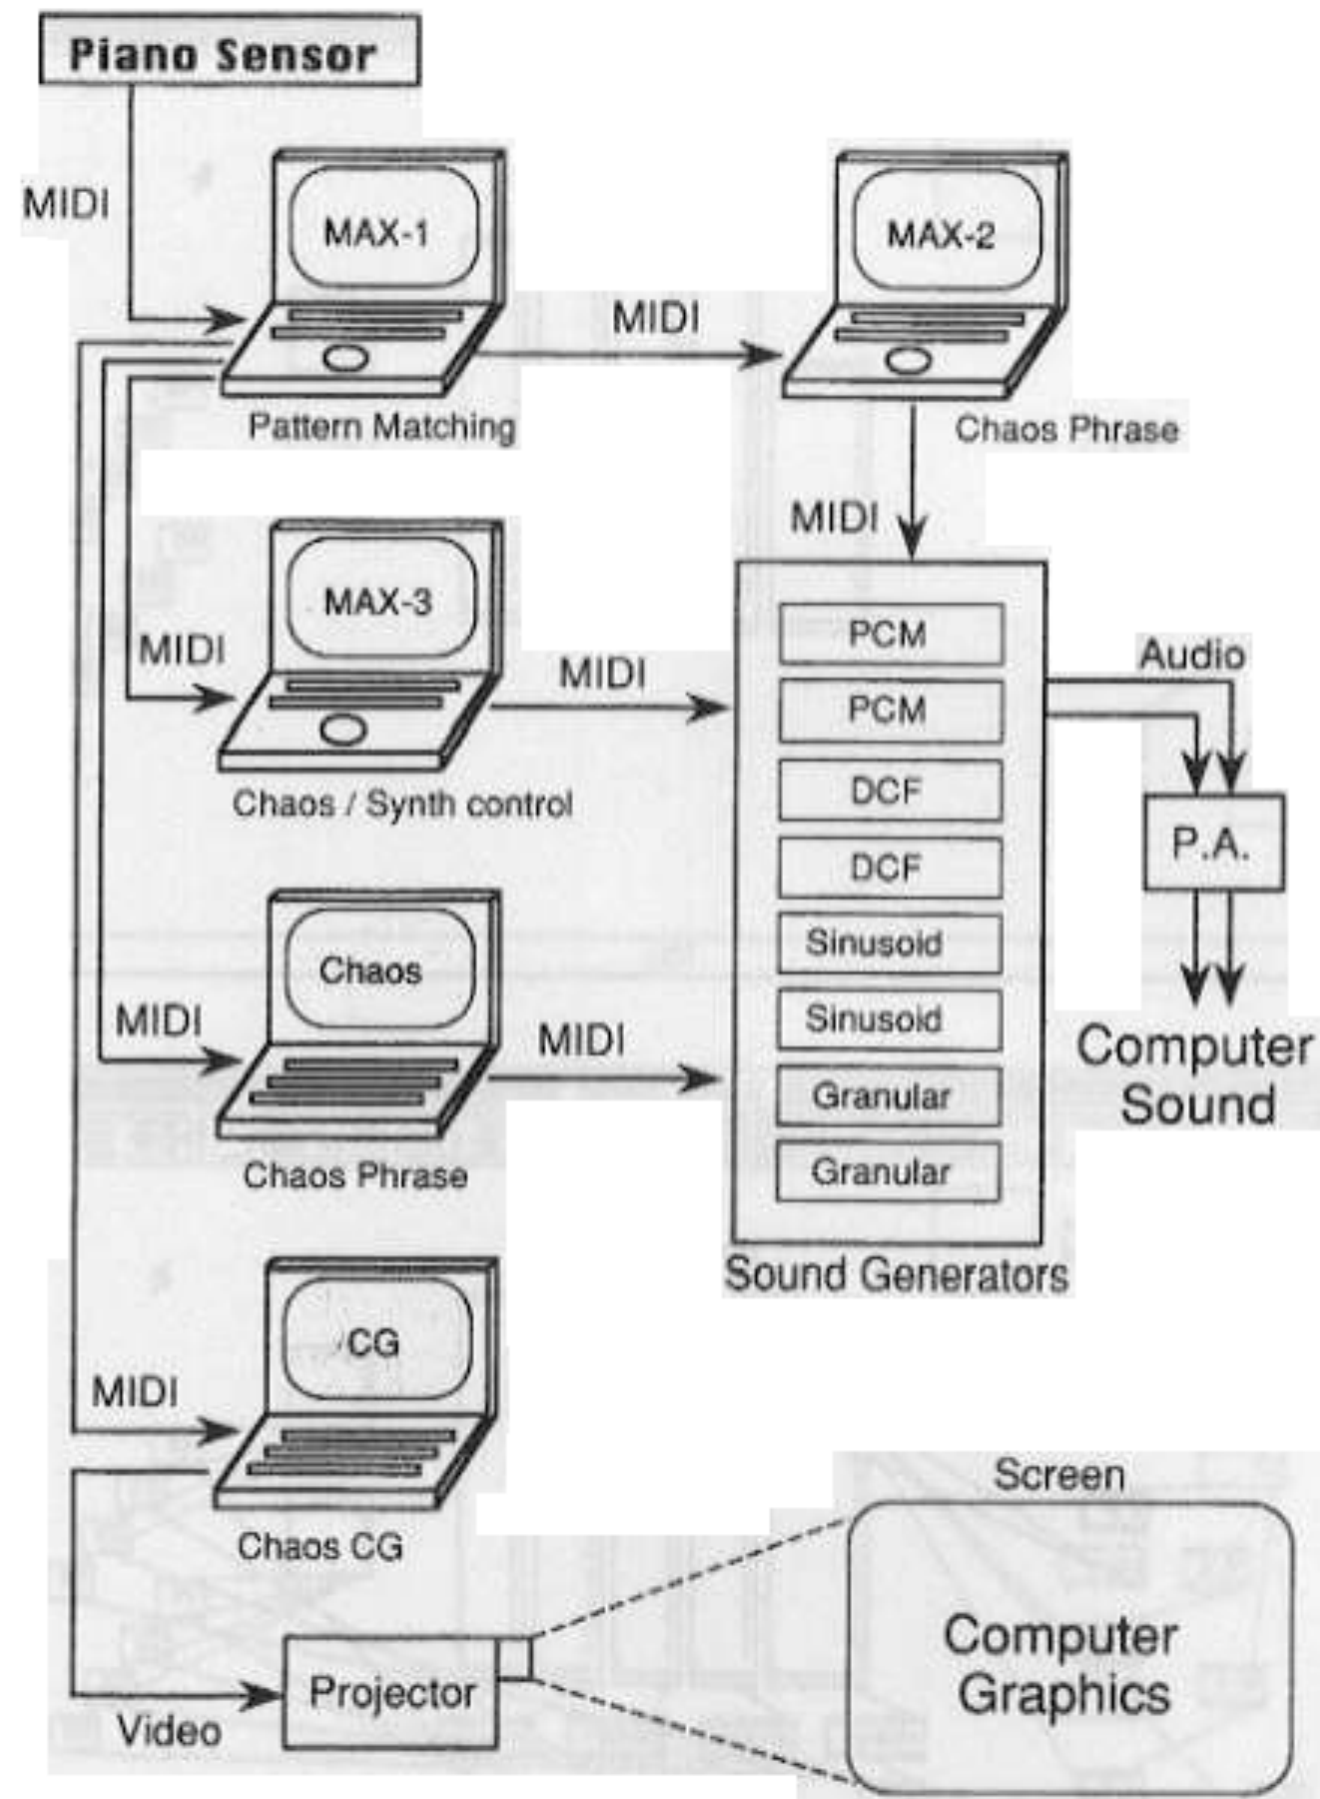 Piano Sensor
MIDI
MAX-1
Pattern Matching
MIDI
MAX-2
Chaos Phrase
MIDI
MIDI
MAX-3
Chaos / Synth control
MIDI
PCM
PCM
DCF
DCF
Sinusoid
Sinusoid
Granular
Granular
Sound Generators
Audio
P.A.
Computer
Sound
MIDI
Chaos
Chaos Phrase
MIDI
MIDI
CG
Chaos CG
Video
Projector
Screen
Computer
Graphics